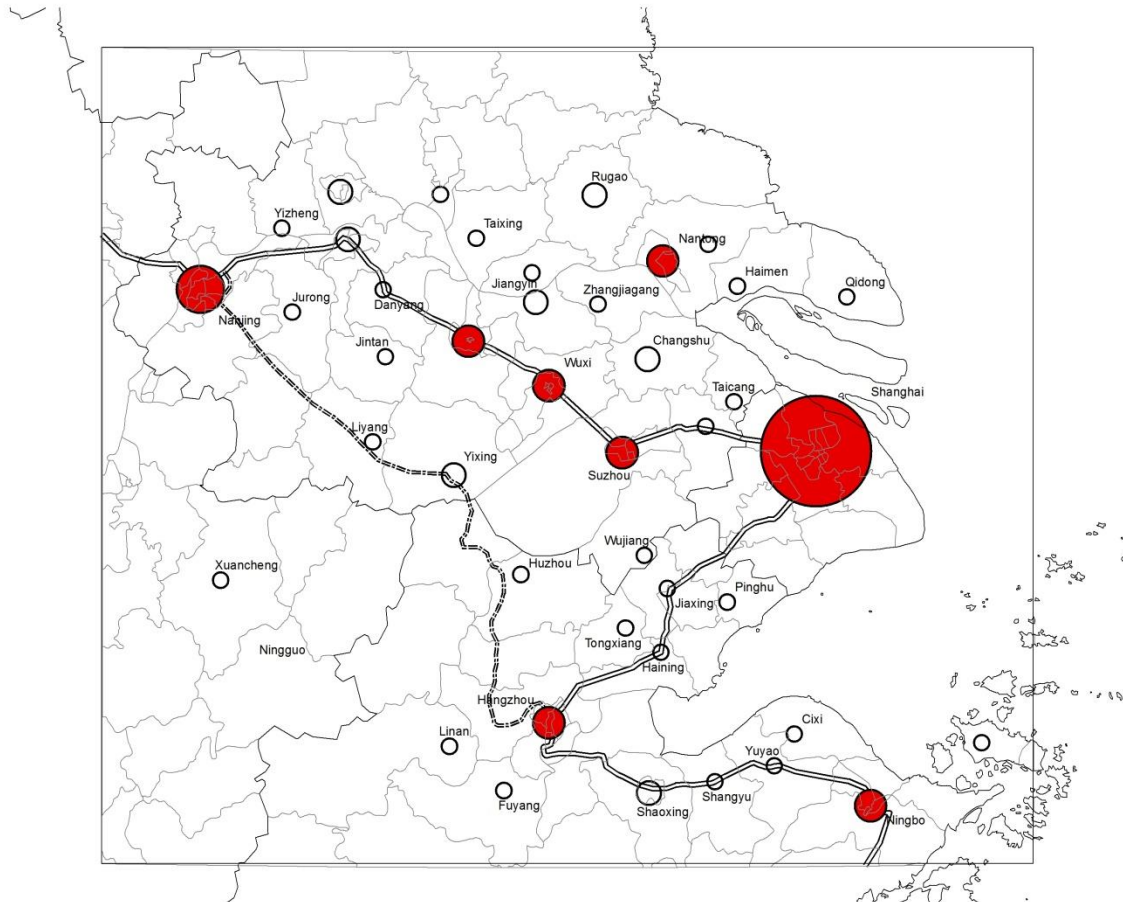 Rugao
Yizheng
Taixing
Nantong
Haimen
Jiangyin
Qidong
Zhangjiagang
Danyang
Jurong
Nanjing
Jintan
Changshu
Wuxi
Taicang
Shanghai
Liyang
Yixing
Suzhou
Wujiang
Xuancheng
Huzhou
Pinghu
Jiaxing
Tongxiang
Ningguo
Haining
Hangzhou
Cixi
Linan
Yuyao
Shangyu
Fuyang
Shaoxing
Ningbo